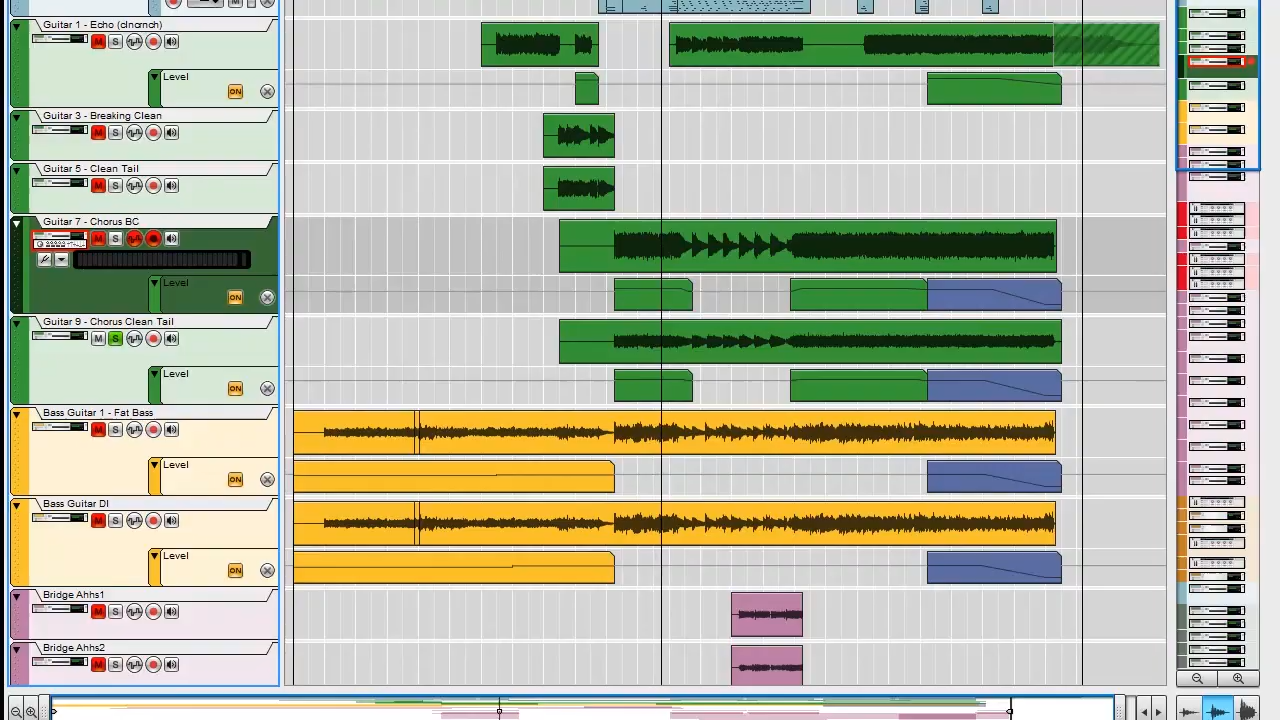 M
Guitar 1 - Echo (dnqrqh)
M S
Level
ON
Guitar 3 - Breaking Clean
M S
Guitar 5 - Clean Tail
M S
Guitar 7 - Chorus BC
M S
Level
ON
Guitar 9 - Chorus Clean Tail
M S
Level
ON
Bass Guitar 1 - Fat Bass
M S
Level
ON
Bass Guitar DI
M S
Level
ON
Bridge Ahhs1
M S
Bridge Ahhs2
M S